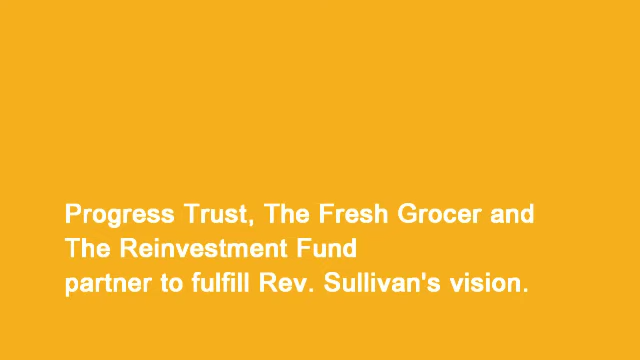 Progress Trust, The Fresh Grocer and
The Reinvestment Fund
partner to fulfill Rev. Sullivan's vision.